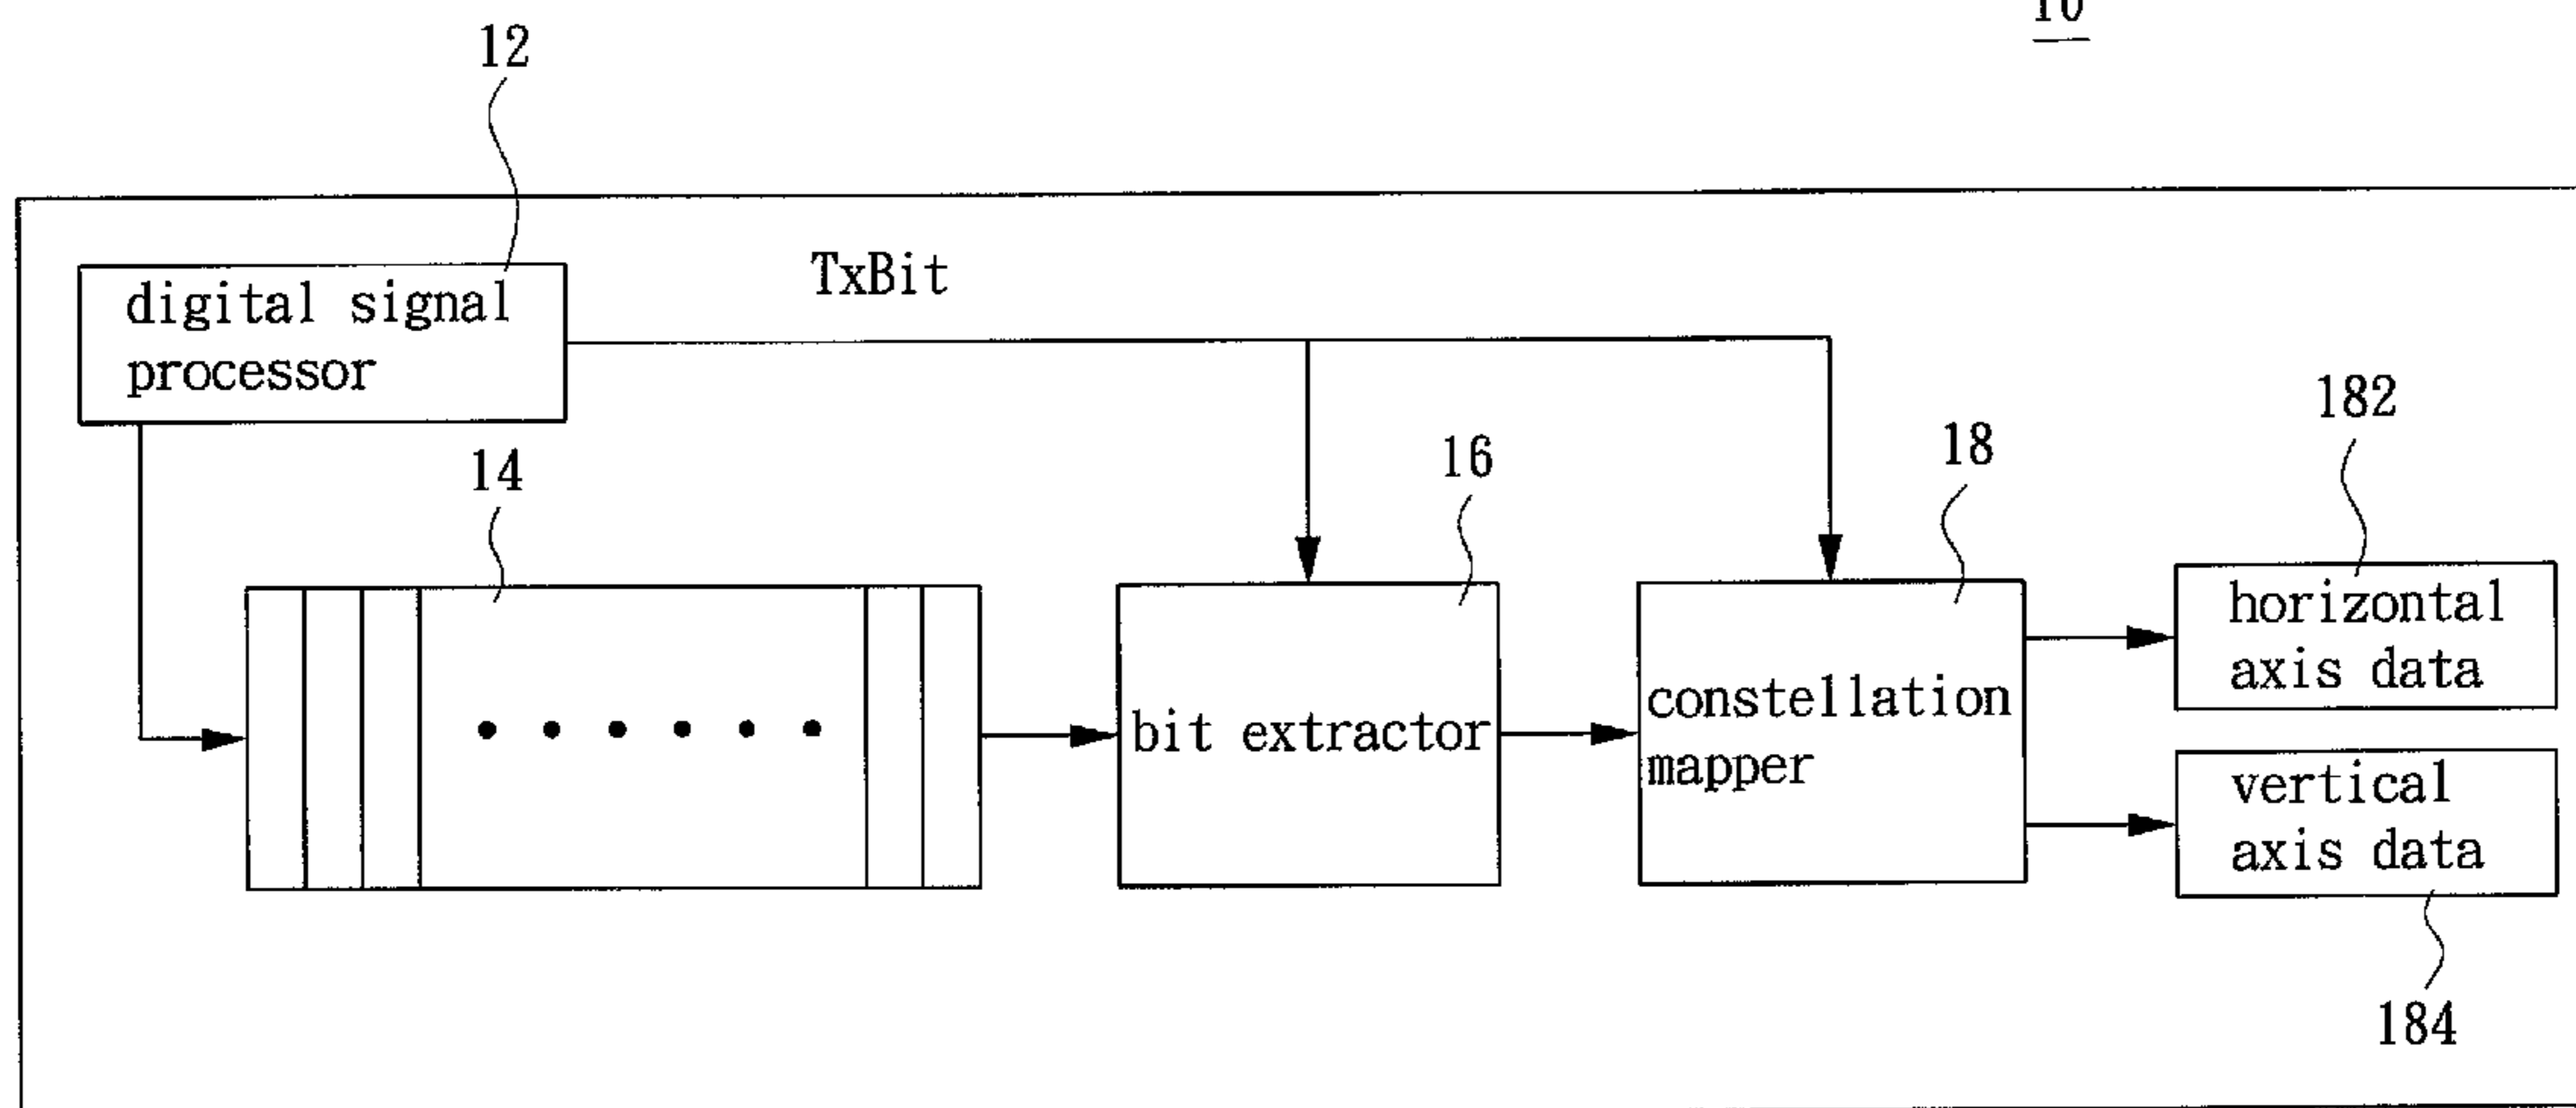 10
12
TxBit
digital signal
processor
14
16
18
182
horizontal
axis data
bit extractor
constellation
mapper
vertical
axis data
184